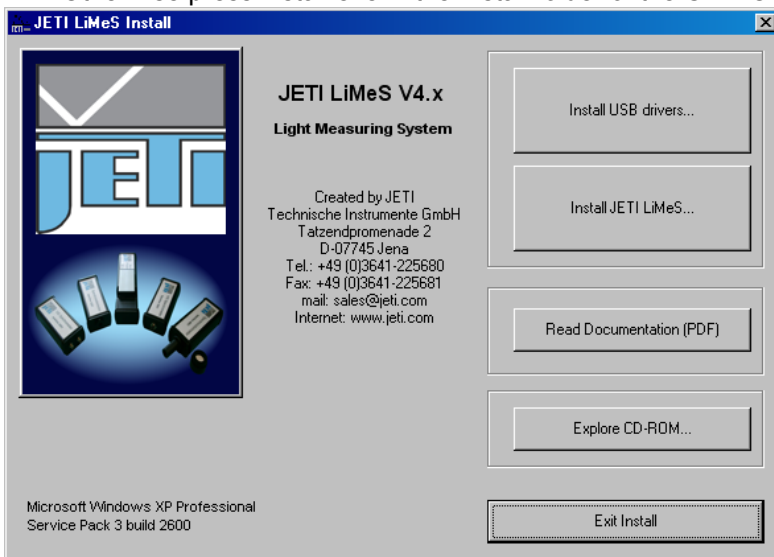 JETI LiMeS Install
JETI
JETI LiMeS V4.x
Light Measuring System
Created by JETI
Technische Instrumente GmbH
Tatzendpromenade 2
D-07745 Jena
Tel.: +49 (0)3641-225680
Fax: +49 (0)3641-225681
mail: sales@jeti.com
Internet: www.jeti.com
Install USB drivers...
Install JETI LiMeS...
Read Documentation (PDF)
Explore CD-ROM...
Microsoft Windows XP Professional
Service Pack 3 build 2600
Exit Install